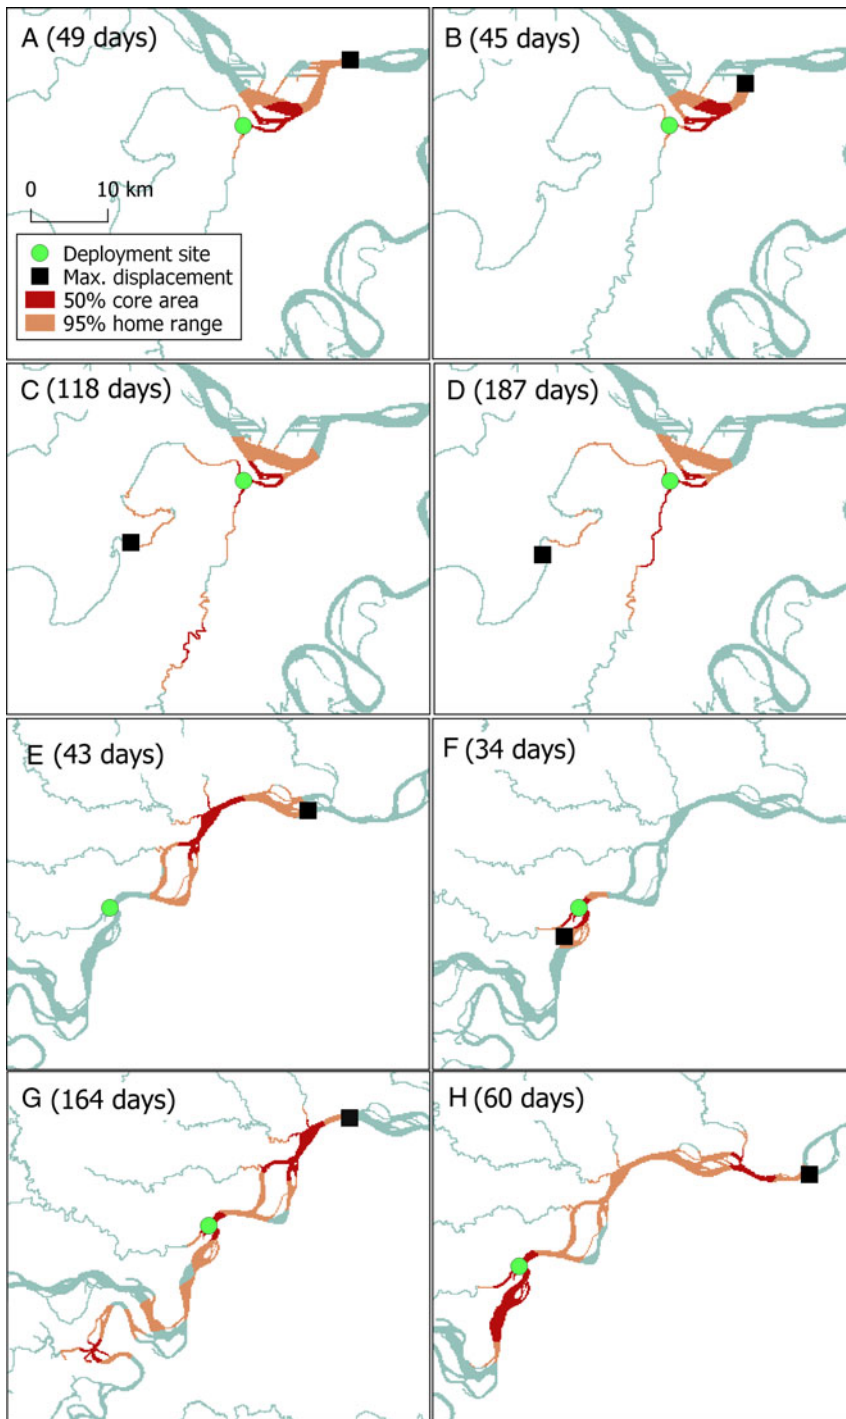 A (49 days)
B (45 days)
0 10 km
Deployment site
Max. displacement
50% core area
95% home range
C (118 days)
D (187 days)
E (43 days)
F (34 days)
G (164 days)
H (60 days)